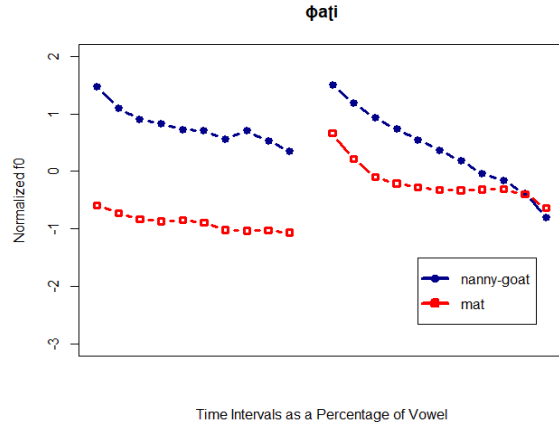 ɸaʈi
Normalized f0
2
1
0
-1
-2
-3
nanny-goat
mat
Time Intervals as a Percentage of Vowel